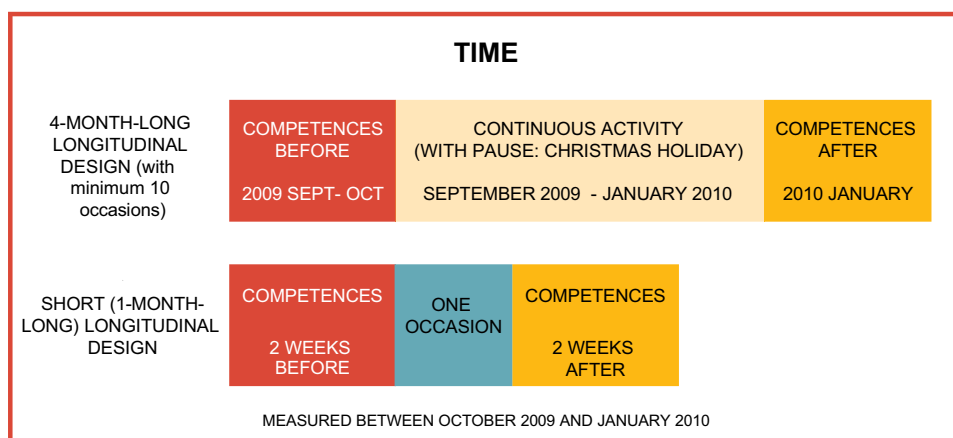 TIME
4-MONTH-LONG
LONGITUDINAL
DESIGN (with
minimum 10
occasions)
COMPETENCES
BEFORE
2009 SEPT- OCT
CONTINUOUS ACTIVITY
(WITH PAUSE: CHRISTMAS HOLIDAY)
SEPTEMBER 2009 - JANUARY 2010
COMPETENCES
AFTER
2010 JANUARY
SHORT (1-MONTH-
LONG) LONGITUDINAL
DESIGN
COMPETENCES
2 WEEKS
BEFORE
ONE
OCCASION
COMPETENCES
2 WEEKS
AFTER
MEASURED BETWEEN OCTOBER 2009 AND JANUARY 2010